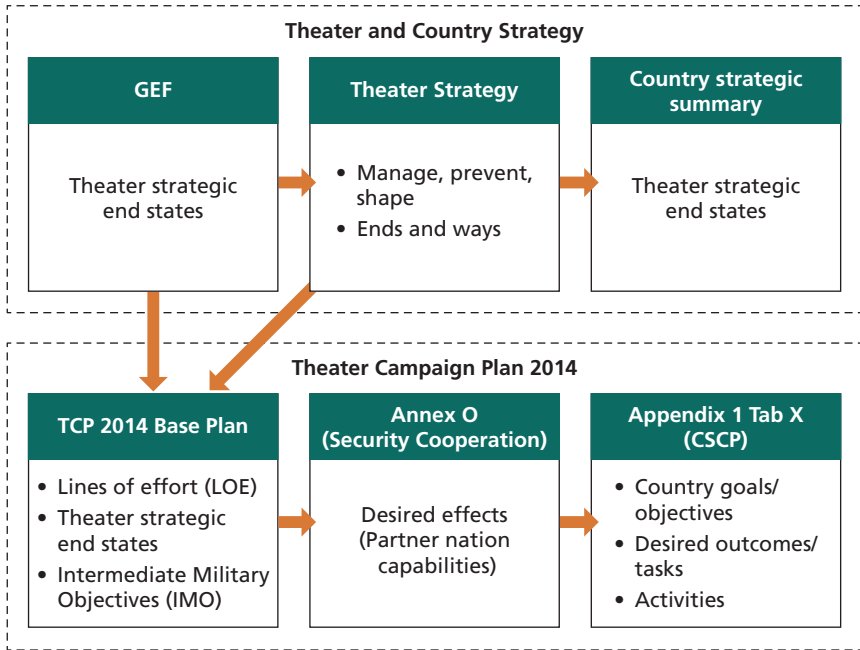 Theater and Country Strategy
GEF
Theater strategic
end states
Theater Strategy
• Manage, prevent,
shape
• Ends and ways
Country strategic
summary
Theater strategic
end states
Theater Campaign Plan 2014
TCP 2014 Base Plan
• Lines of effort (LOE)
• Theater strategic
end states
• Intermediate Military
Objectives (IMO)
Annex O
(Security Cooperation)
Desired effects
(Partner nation
capabilities)
Appendix 1 Tab X
(CSCP)
• Country goals/
objectives
• Desired outcomes/
tasks
• Activities